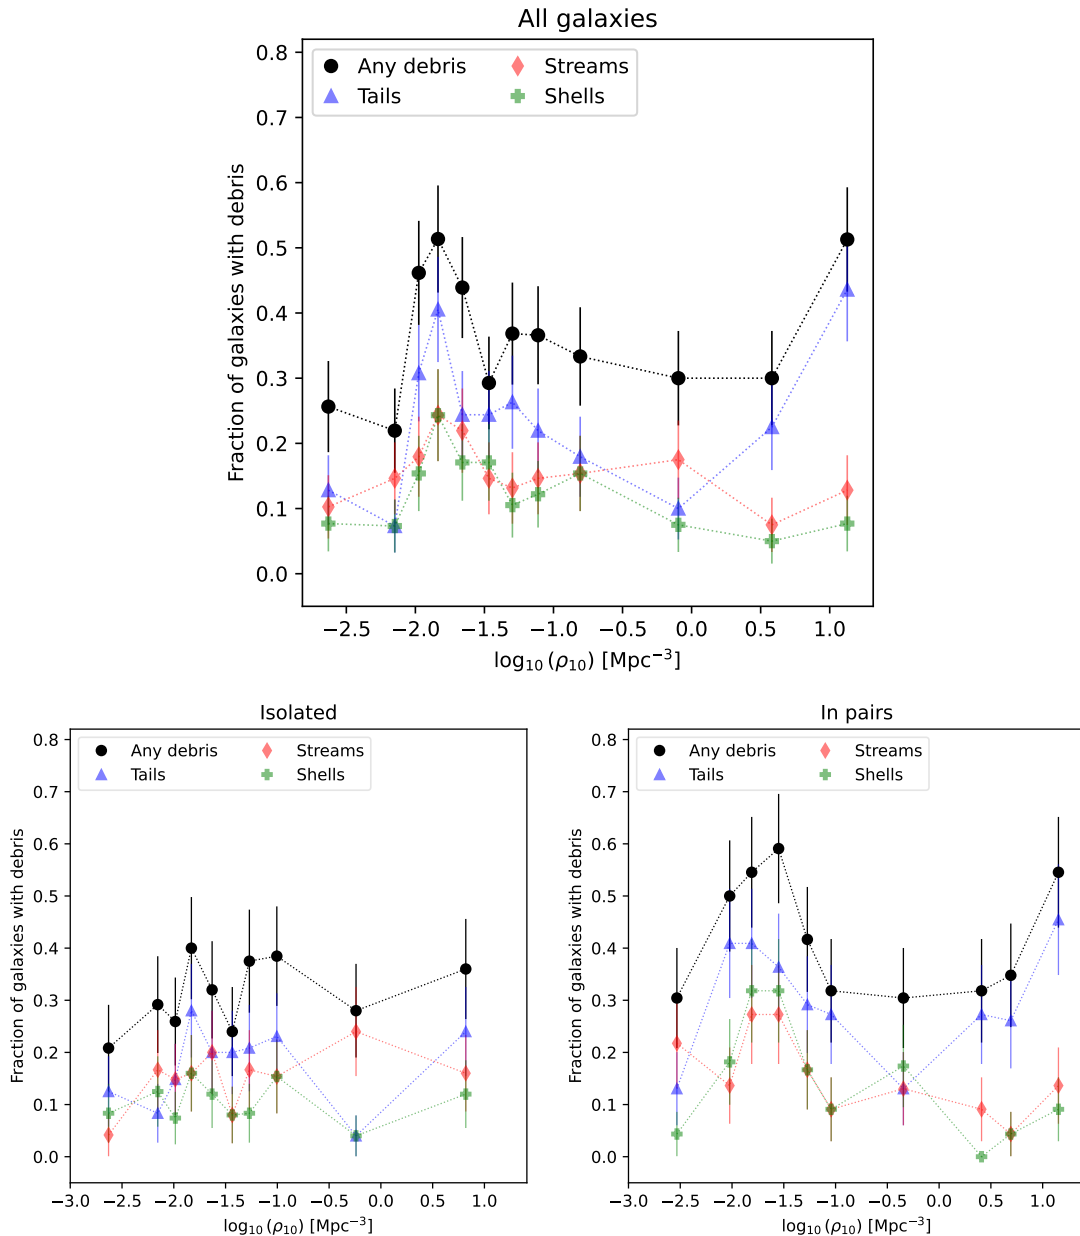 All galaxies
Any debris
Tails
Streams
Shells
Fraction of galaxies with debris
0.8
0.7
0.6
0.5
0.4
0.3
0.2
0.1
0.0
−2.5 −2.0 −1.5 −1.0 −0.5 0.0 0.5 1.0
log₁₀ (ρ₁₀) [Mpc⁻³]
Isolated
Any debris
Tails
Streams
Shells
Fraction of galaxies with debris
0.8
0.7
0.6
0.5
0.4
0.3
0.2
0.1
0.0
−3.0 −2.5 −2.0 −1.5 −1.0 −0.5 0.0 0.5 1.0
log₁₀ (ρ₁₀) [Mpc⁻³]
In pairs
Any debris
Tails
Streams
Shells
Fraction of galaxies with debris
0.8
0.7
0.6
0.5
0.4
0.3
0.2
0.1
0.0
−3.0 −2.5 −2.0 −1.5 −1.0 −0.5 0.0 0.5 1.0
log₁₀ (ρ₁₀) [Mpc⁻³]